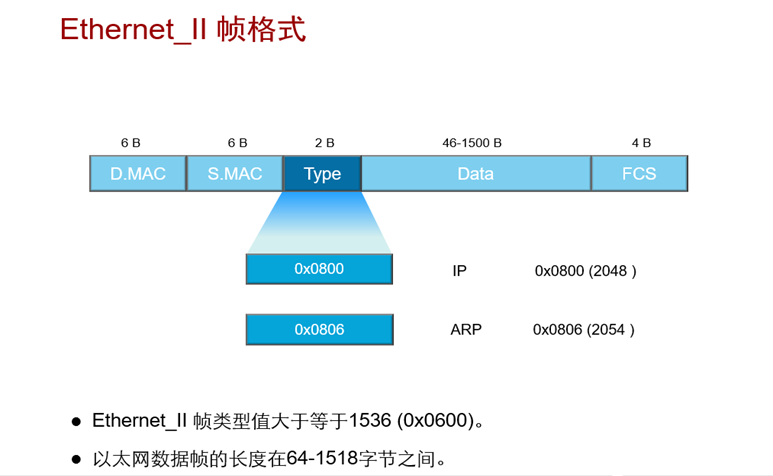 Ethernet_II 帧格式
6 B 6 B 2 B 46-1500 B 4 B
D.MAC S.MAC Type Data FCS
0x0800 IP 0x0800 (2048 )
0x0806 ARP 0x0806 (2054 )
● Ethernet_II 帧类型值大于等于1536 (0x0600)。
● 以太网数据帧的长度在64-1518字节之间。